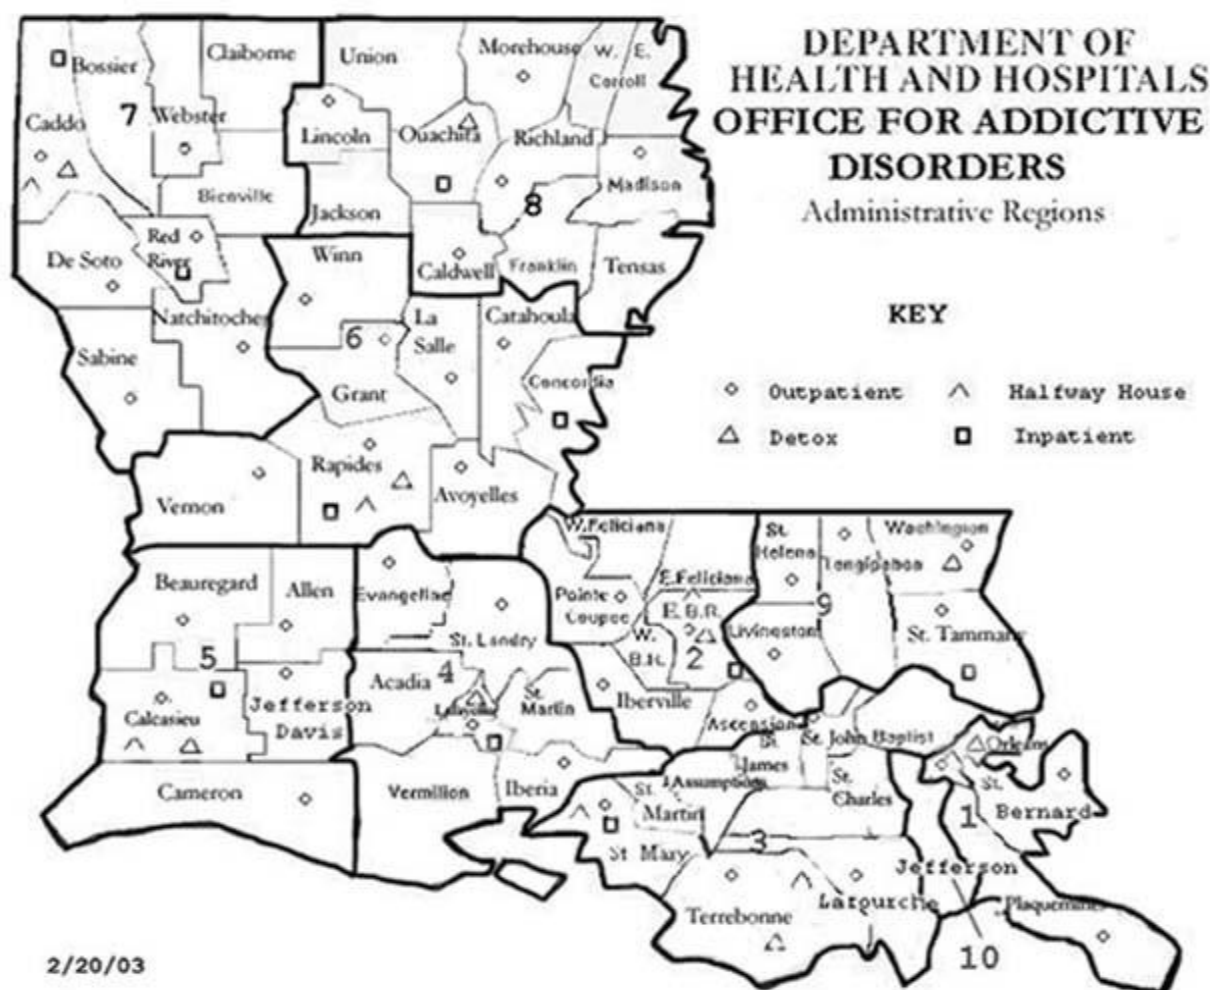 DEPARTMENT OF
HEALTH AND HOSPITALS
OFFICE FOR ADDICTIVE
DISORDERS
Administrative Regions
KEY
Outpatient
Halfway House
Detox
Inpatient
Claiborne
Union
Morehouse
W.
E.
Carroll
Bossier
7
Webster
Caddo
Lincoln
Ouachita
Richland
Madison
Bienville
Jackson
8
Red
River
Winn
De Soto
Caldwell
Franklin
Tensas
Natchitoches
La
Salle
Catahoula
6
Sabine
Grant
Concordia
Rapides
Avoyelles
Vernon
W.Feliciana
St.
Helena
Tangipahoa
Washington
Beauregard
Allen
Evangeline
Pointe
Coupee
E.Feliciana
E.B.R.
9
St. Landry
W.
B.R.
Livingston
St. Tammany
5
2
4
Acadia
Lafayette
St.
Martin
Iberville
Jefferson
Davis
Calcasieu
Ascension
St. John Baptist
Orleans
St.
James
Cameron
Vermilion
Iberia
St.
Martin
Assumption
St.
Charles
St.
Bernard
1
3
St Mary
Jefferson
Terrebonne
Lafourche
Plaquemines
10
2/20/03